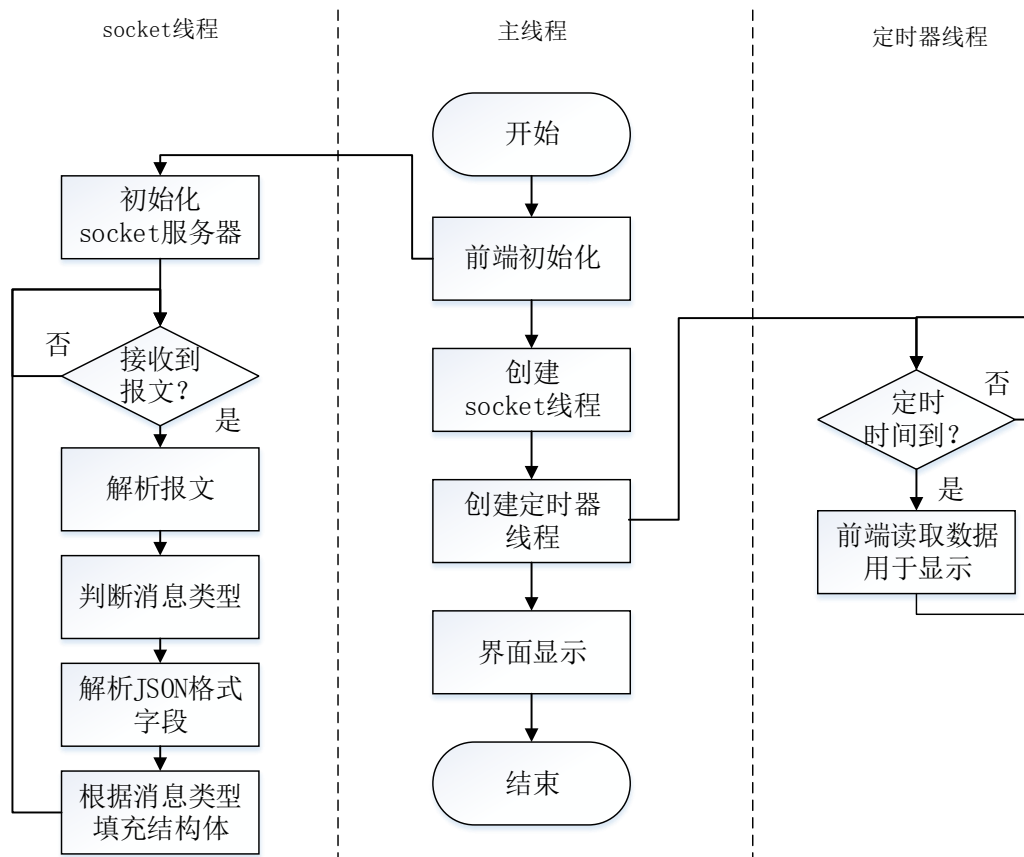 socket线程
主线程
定时器线程
开始
初始化
socket服务器
前端初始化
否
接收到
报文?
是
创建
socket线程
定时
时间到?
否
是
解析报文
创建定时器
线程
前端读取数据
用于显示
判断消息类型
界面显示
解析JSON格式
字段
根据消息类型
填充结构体
结束